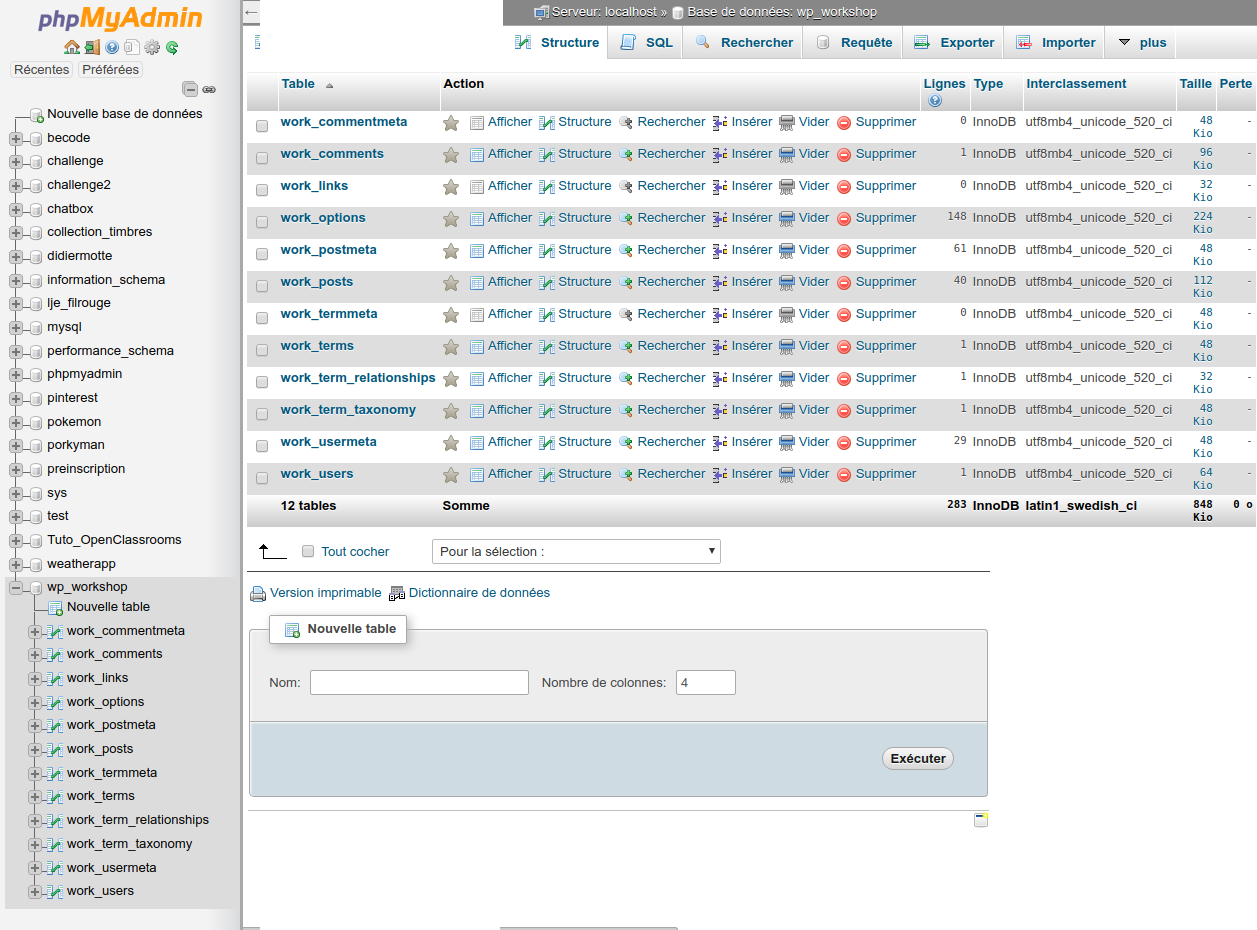 phpMyAdmin
Récentes Préférées
Nouvelle base de données
becode
challenge
challenge2
chatbox
collection_timbres
didiermotte
information_schema
lje_filrouge
mysql
performance_schema
phpmyadmin
pinterest
pokemon
porkyman
preinscription
sys
test
Tuto_OpenClassrooms
weatherapp
wp_workshop
Nouvelle table
work_commentmeta
work_comments
work_links
work_options
work_postmeta
work_posts
work_termmeta
work_terms
work_term_relationships
work_term_taxonomy
work_usermeta
work_users
Serveur: localhost » Base de données: wp_workshop
Structure SQL Rechercher Requête Exporter Importer plus
Table Action Lignes Type Interclassement Taille Perte
work_commentmeta Afficher Structure Rechercher Insérer Vider Supprimer 0 InnoDB utf8mb4_unicode_520_ci 48 Kio -
work_comments Afficher Structure Rechercher Insérer Vider Supprimer 1 InnoDB utf8mb4_unicode_520_ci 96 Kio -
work_links Afficher Structure Rechercher Insérer Vider Supprimer 0 InnoDB utf8mb4_unicode_520_ci 32 Kio -
work_options Afficher Structure Rechercher Insérer Vider Supprimer 148 InnoDB utf8mb4_unicode_520_ci 224 Kio -
work_postmeta Afficher Structure Rechercher Insérer Vider Supprimer 61 InnoDB utf8mb4_unicode_520_ci 48 Kio -
work_posts Afficher Structure Rechercher Insérer Vider Supprimer 40 InnoDB utf8mb4_unicode_520_ci 112 Kio -
work_termmeta Afficher Structure Rechercher Insérer Vider Supprimer 0 InnoDB utf8mb4_unicode_520_ci 48 Kio -
work_terms Afficher Structure Rechercher Insérer Vider Supprimer 1 InnoDB utf8mb4_unicode_520_ci 48 Kio -
work_term_relationships Afficher Structure Rechercher Insérer Vider Supprimer 1 InnoDB utf8mb4_unicode_520_ci 32 Kio -
work_term_taxonomy Afficher Structure Rechercher Insérer Vider Supprimer 1 InnoDB utf8mb4_unicode_520_ci 48 Kio -
work_usermeta Afficher Structure Rechercher Insérer Vider Supprimer 29 InnoDB utf8mb4_unicode_520_ci 48 Kio -
work_users Afficher Structure Rechercher Insérer Vider Supprimer 1 InnoDB utf8mb4_unicode_520_ci 64 Kio -
12 tables Somme 283 InnoDB latin1_swedish_ci 848 Kio 0 o
Tout cocher Pour la sélection :
Version imprimable Dictionnaire de données
Nouvelle table
Nom: Nombre de colonnes: 4
Exécuter